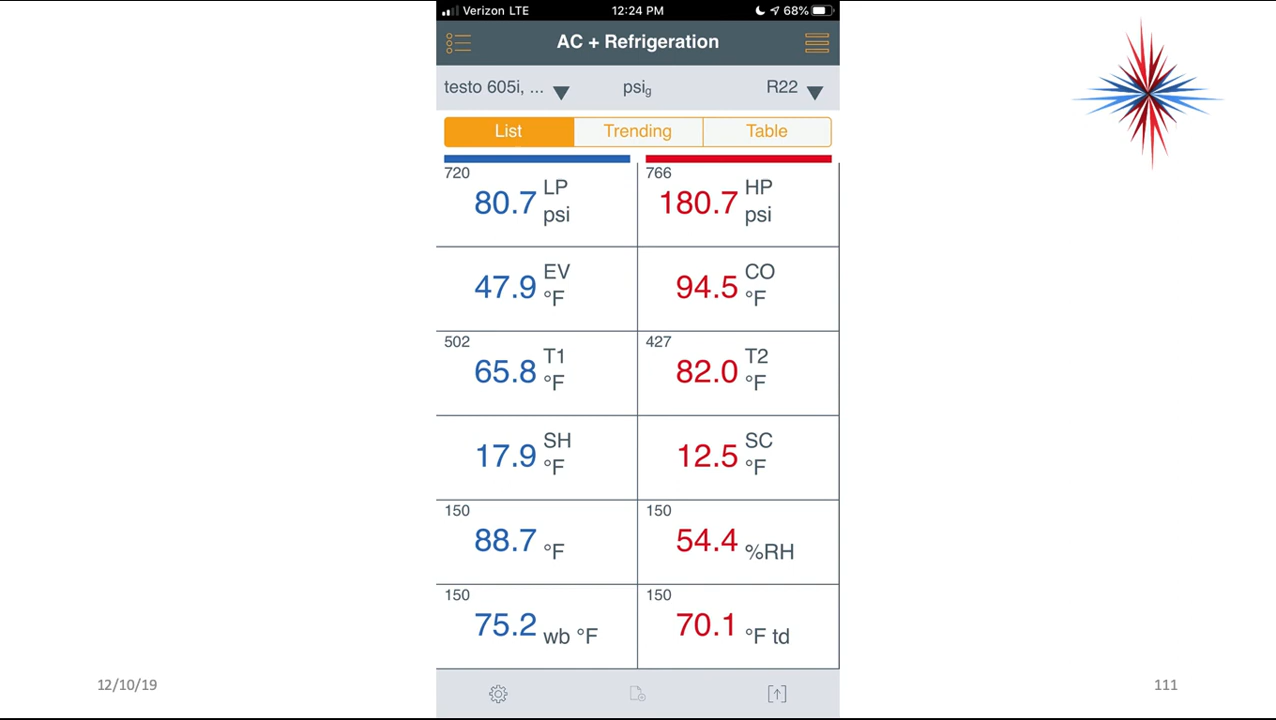 Verizon LTE 12:24 PM 68%
AC + Refrigeration
testo 605i, ... psig R22
List Trending Table
720 766
80.7 LP psi 180.7 HP psi
47.9 EV °F 94.5 CO °F
502 427
65.8 T1 °F 82.0 T2 °F
17.9 SH °F 12.5 SC °F
150 150
88.7 °F 54.4 %RH
150 150
75.2 wb °F 70.1 °F td
12/10/19 111